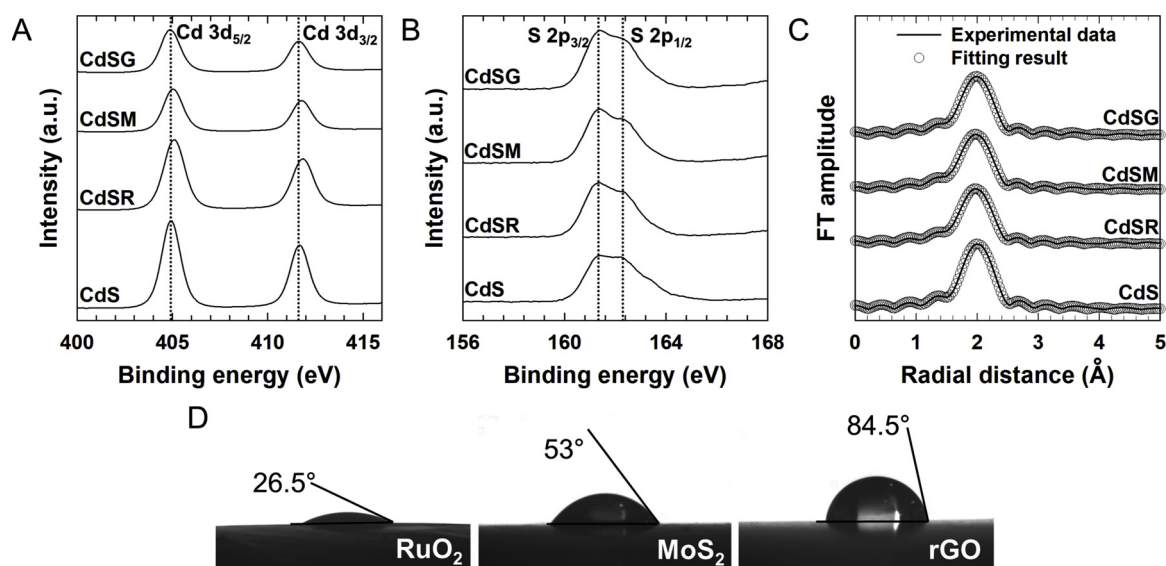 A
Cd 3d5/2
Cd 3d3/2
CdSG
CdSM
CdSR
CdS
Intensity (a.u.)
400 405 412 415
Binding energy (eV)
B
S 2p3/2
S 2p1/2
CdSG
CdSM
CdSR
CdS
Intensity (a.u.)
156 160 164 168
Binding energy (eV)
C
Experimental data
Fitting result
CdSG
CdSM
CdSR
CdS
FT amplitude
0 1 2 3 4 5
Radial distance (Å)
D
26.5°
RuO2
53°
MoS2
84.5°
rGO